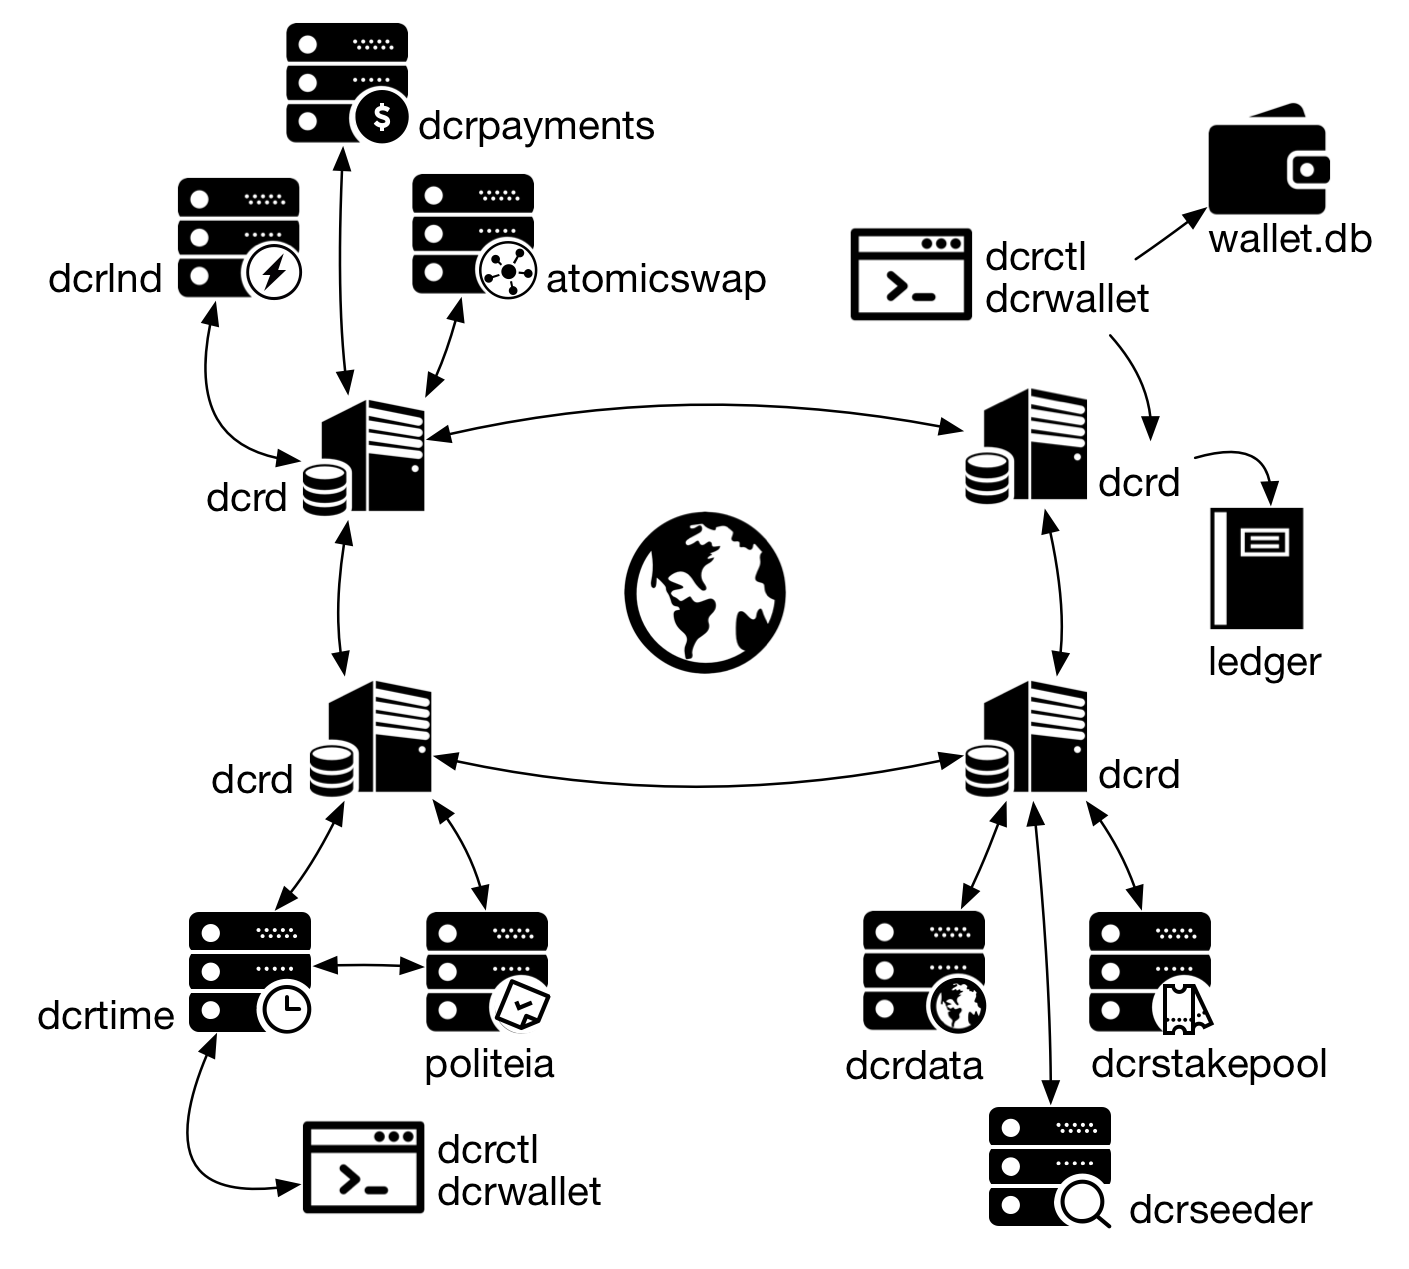 dcrpayments
dcrlnd
atomicswap
dcrctl
dcrwallet
wallet.db
dcrd
dcrd
ledger
dcrd
dcrd
dcrtime
politeia
dcrdata
dcrstakepool
dcrctl
dcrwallet
dcrseeder